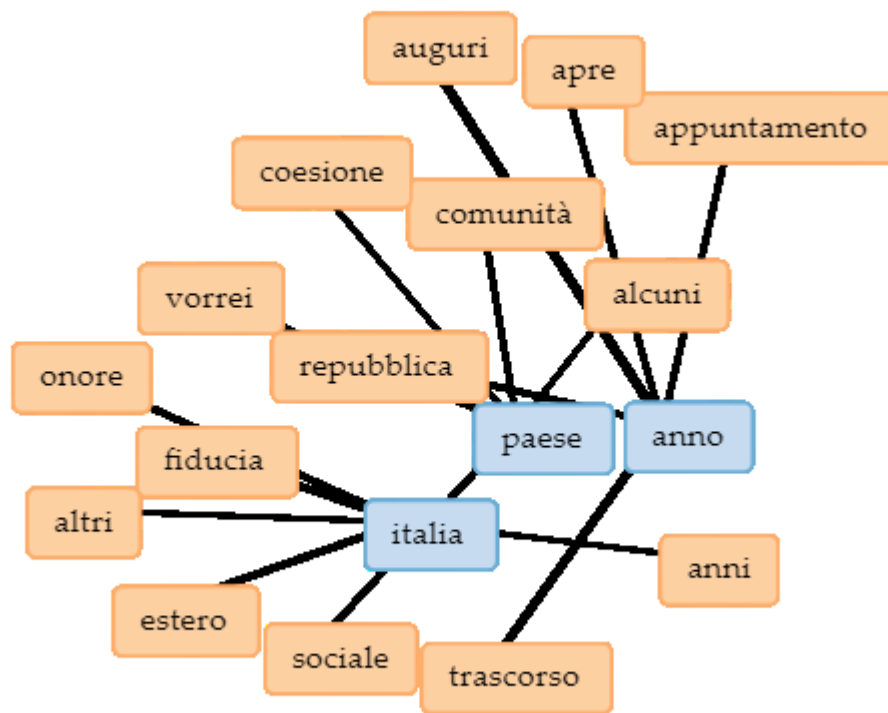 auguri
apre
appuntamento
coesione
comunità
alcuni
vorrei
repubblica
onore
paese
anno
fiducia
altri
italia
anni
estero
sociale
trascorso